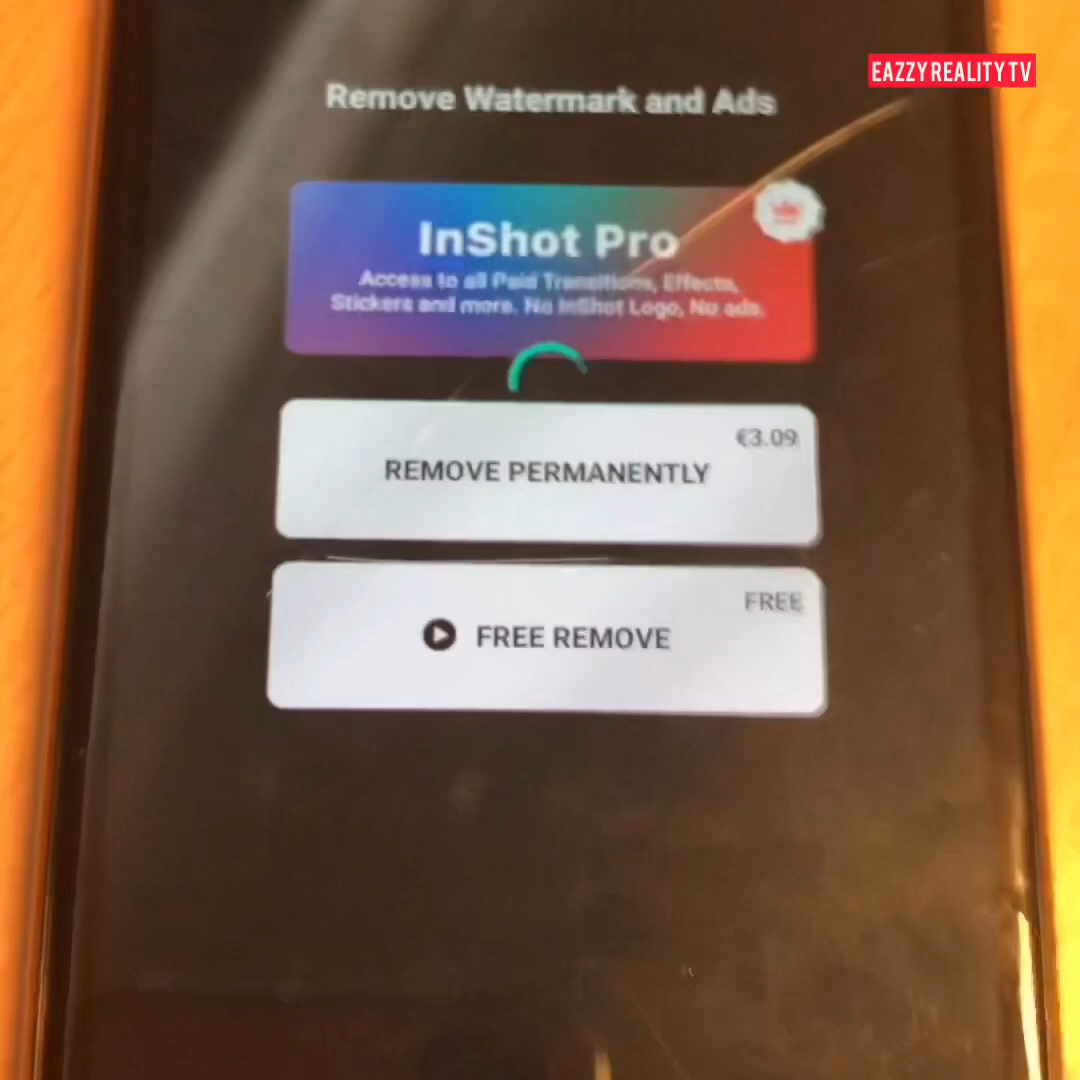 EAZZY REALITY TV
Remove Watermark and Ads
InShot Pro
Access to all Paid Transitions, Effects,
Stickers and more. No InShot Logo, No ads.
€3.09
REMOVE PERMANENTLY
FREE
FREE REMOVE